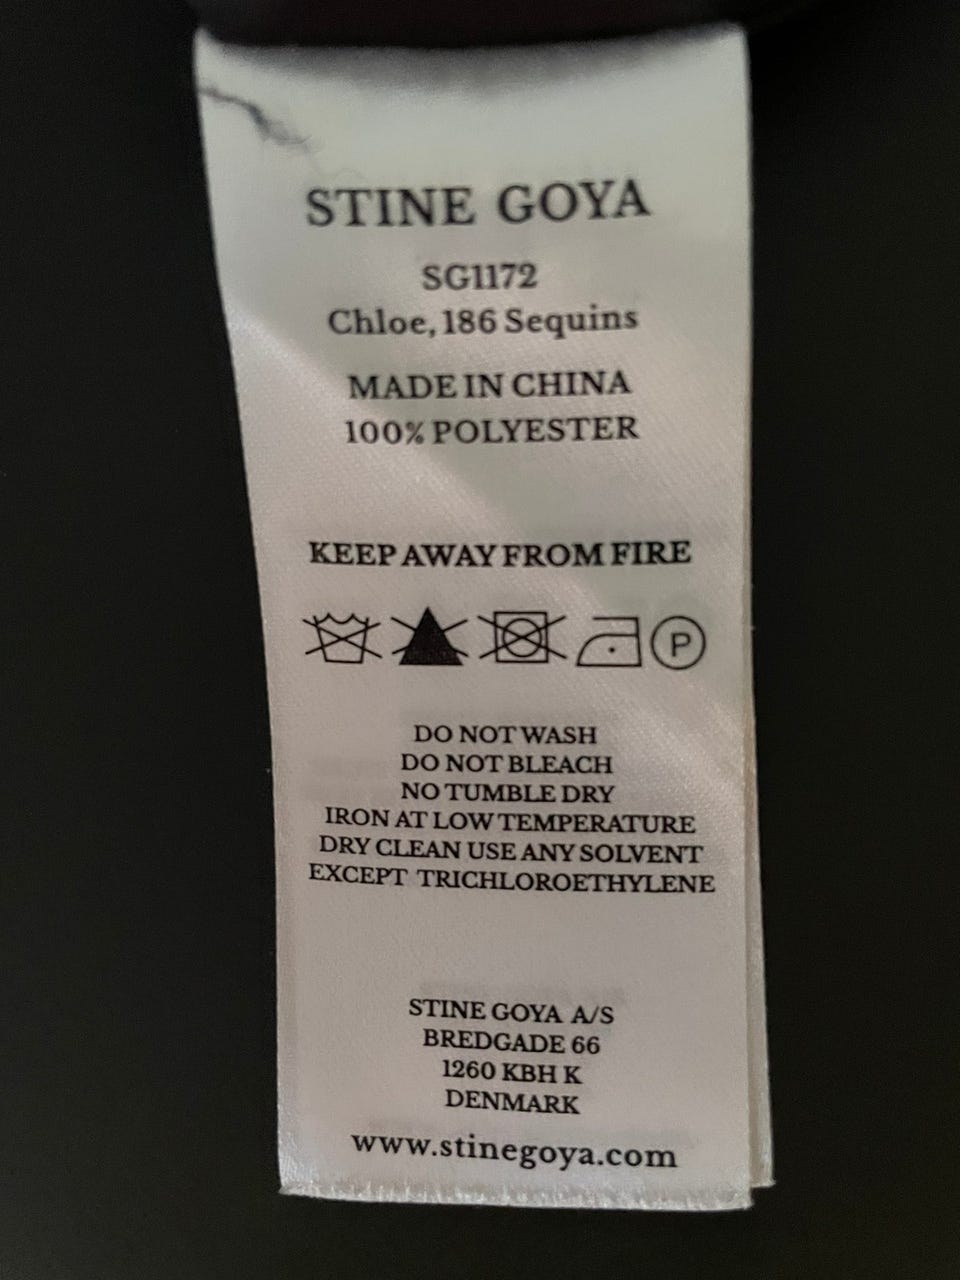 STINE GOYA
SG1172
Chloe, 186 Sequins
MADE IN CHINA
100% POLYESTER
KEEP AWAY FROM FIRE
P
DO NOT WASH
DO NOT BLEACH
NO TUMBLE DRY
IRON AT LOW TEMPERATURE
DRY CLEAN USE ANY SOLVENT
EXCEPT TRICHLOROETHYLENE
STINE GOYA A/S
BREDGADE 66
1260 KBH K
DENMARK
www.stinegoya.com